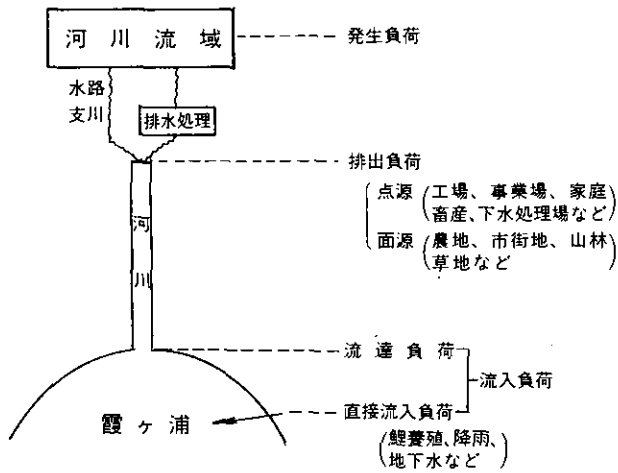 河川流域
発生負荷
水路
支川
排水処理
排出負荷
点源(工場、事業場、家庭
畜産、下水処理場など)
面源(農地、市街地、山林
草地など)
河川
流達負荷
流入負荷
直接流入負荷
(鯉養殖、降雨、
地下水など)
霞ヶ浦